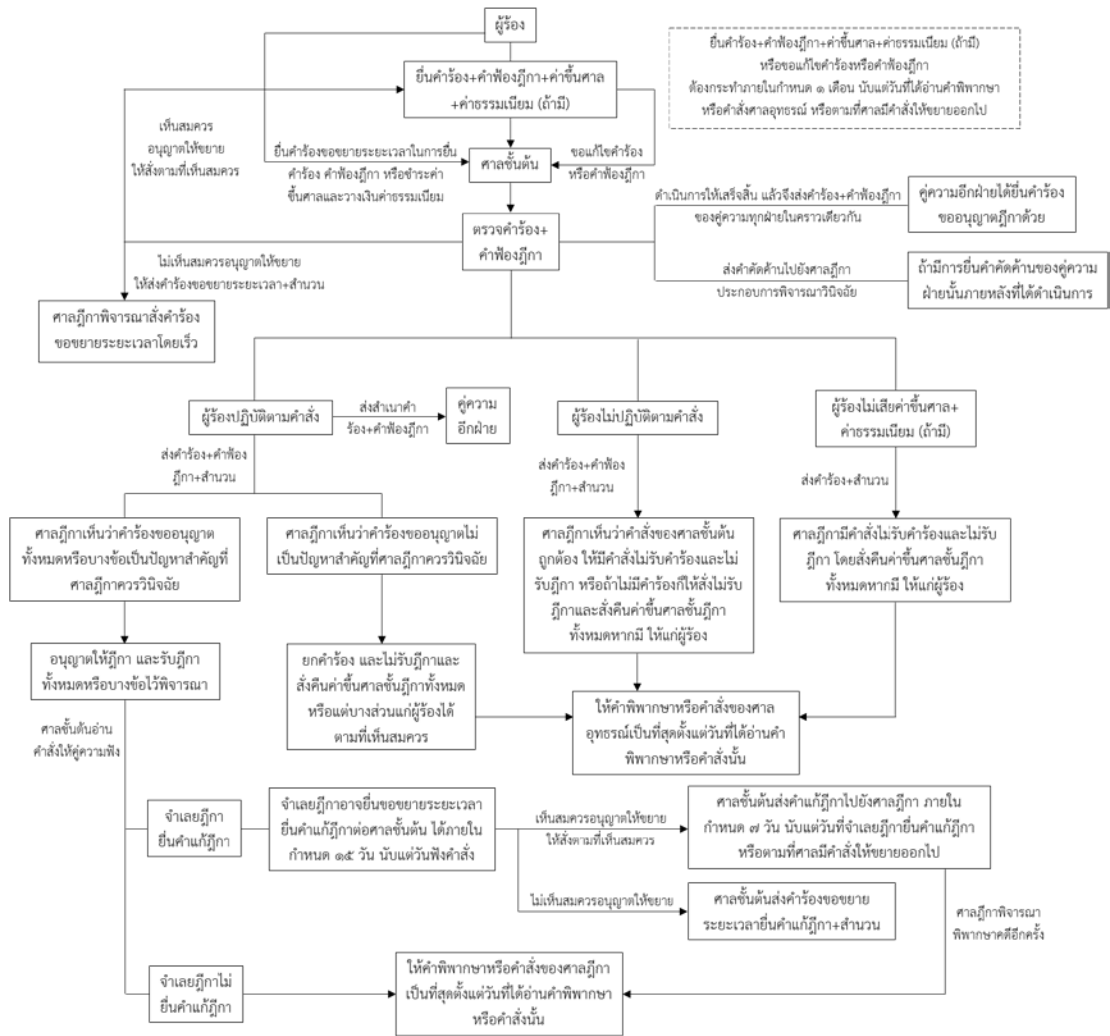 ผู้ร้อง
ยื่นคำร้อง+คำฟ้องฎีกา+ค่าขึ้นศาล+ค่าธรรมเนียม (ถ้ามี)
หรือขอแก้ไขคำร้องหรือคำฟ้องฎีกา
ต้องกระทำภายในกำหนด ๑ เดือน นับแต่วันที่ได้อ่านคำพิพากษา
หรือคำสั่งศาลอุทธรณ์ หรือตามที่ศาลมีคำสั่งให้ขยายออกไป
ยื่นคำร้อง+คำฟ้องฎีกา+ค่าขึ้นศาล
+ค่าธรรมเนียม (ถ้ามี)
เห็นสมควร
อนุญาตให้ขยาย
ให้สั่งตามที่เห็นสมควร
ยื่นคำร้องขอขยายระยะเวลาในการยื่น
คำร้อง คำฟ้องฎีกา หรือชำระค่า
ขึ้นศาลและวางเงินค่าธรรมเนียม
ศาลชั้นต้น
ขอแก้ไขคำร้อง
หรือคำฟ้องฎีกา
ตรวจคำร้อง+
คำฟ้องฎีกา
ดำเนินการให้เสร็จสิ้น แล้วจึงส่งคำร้อง+คำฟ้องฎีกา
ของคู่ความทุกฝ่ายในคราวเดียวกัน
คู่ความอีกฝ่ายได้ยื่นคำร้อง
ขออนุญาตฎีกาด้วย
ไม่เห็นสมควรอนุญาตให้ขยาย
ให้ส่งคำร้องขอขยายระยะเวลา+สำนวน
ส่งคำคัดค้านไปยังศาลฎีกา
ประกอบการพิจารณาวินิจฉัย
ถ้ามีการยื่นคำคัดค้านของคู่ความ
ฝ่ายนั้นภายหลังที่ได้ดำเนินการ
ศาลฎีกาพิจารณาสั่งคำร้อง
ขอขยายระยะเวลาโดยเร็ว
ผู้ร้องปฏิบัติตามคำสั่ง
ส่งสำเนาคำ
ร้อง+คำฟ้องฎีกา
คู่ความ
อีกฝ่าย
ผู้ร้องไม่ปฏิบัติตามคำสั่ง
ผู้ร้องไม่เสียค่าขึ้นศาล+
ค่าธรรมเนียม (ถ้ามี)
ส่งคำร้อง+คำฟ้อง
ฎีกา+สำนวน
ส่งคำร้อง+คำฟ้อง
ฎีกา+สำนวน
ส่งคำร้อง+สำนวน
ศาลฎีกาเห็นว่าคำร้องขออนุญาต
ทั้งหมดหรือบางข้อเป็นปัญหาสำคัญที่
ศาลฎีกาควรวินิจฉัย
ศาลฎีกาเห็นว่าคำร้องขออนุญาตไม่
เป็นปัญหาสำคัญที่ศาลฎีกาควรวินิจฉัย
ศาลฎีกาเห็นว่าคำสั่งของศาลชั้นต้น
ถูกต้อง ให้มีคำสั่งไม่รับคำร้องและไม่
รับฎีกา หรือถ้าไม่มีคำร้องก็ให้สั่งไม่รับ
ฎีกาและสั่งคืนค่าขึ้นศาลชั้นฎีกา
ทั้งหมดหากมี ให้แก่ผู้ร้อง
ศาลฎีกามีคำสั่งไม่รับคำร้องและไม่รับ
ฎีกา โดยสั่งคืนค่าขึ้นศาลชั้นฎีกา
ทั้งหมดหากมี ให้แก่ผู้ร้อง
อนุญาตให้ฎีกา และรับฎีกา
ทั้งหมดหรือบางข้อไว้พิจารณา
ยกคำร้อง และไม่รับฎีกาและ
สั่งคืนค่าขึ้นศาลชั้นฎีกาทั้งหมด
หรือแต่บางส่วนแก่ผู้ร้องได้
ตามที่เห็นสมควร
ให้คำพิพากษาหรือคำสั่งของศาล
อุทธรณ์เป็นที่สุดตั้งแต่วันที่ได้อ่านคำ
พิพากษาหรือคำสั่งนั้น
ศาลชั้นต้นอ่าน
คำสั่งให้คู่ความฟัง
จำเลยฎีกา
ยื่นคำแก้ฎีกา
จำเลยฎีกาอาจยื่นขอขยายระยะเวลา
ยื่นคำแก้ฎีกาต่อศาลชั้นต้น ได้ภายใน
กำหนด ๑๕ วัน นับแต่วันฟังคำสั่ง
เห็นสมควรอนุญาตให้ขยาย
ให้สั่งตามที่เห็นสมควร
ศาลชั้นต้นส่งคำแก้ฎีกาไปยังศาลฎีกา ภายใน
กำหนด ๗ วัน นับแต่วันที่จำเลยฎีกายื่นคำแก้ฎีกา
หรือตามที่ศาลมีคำสั่งให้ขยายออกไป
ไม่เห็นสมควรอนุญาตให้ขยาย
ศาลชั้นต้นส่งคำร้องขอขยาย
ระยะเวลายื่นคำแก้ฎีกา+สำนวน
ศาลฎีกาพิจารณา
พิพากษาคดีอีกครั้ง
จำเลยฎีกาไม่
ยื่นคำแก้ฎีกา
ให้คำพิพากษาหรือคำสั่งของศาลฎีกา
เป็นที่สุดตั้งแต่วันที่ได้อ่านคำพิพากษา
หรือคำสั่งนั้น